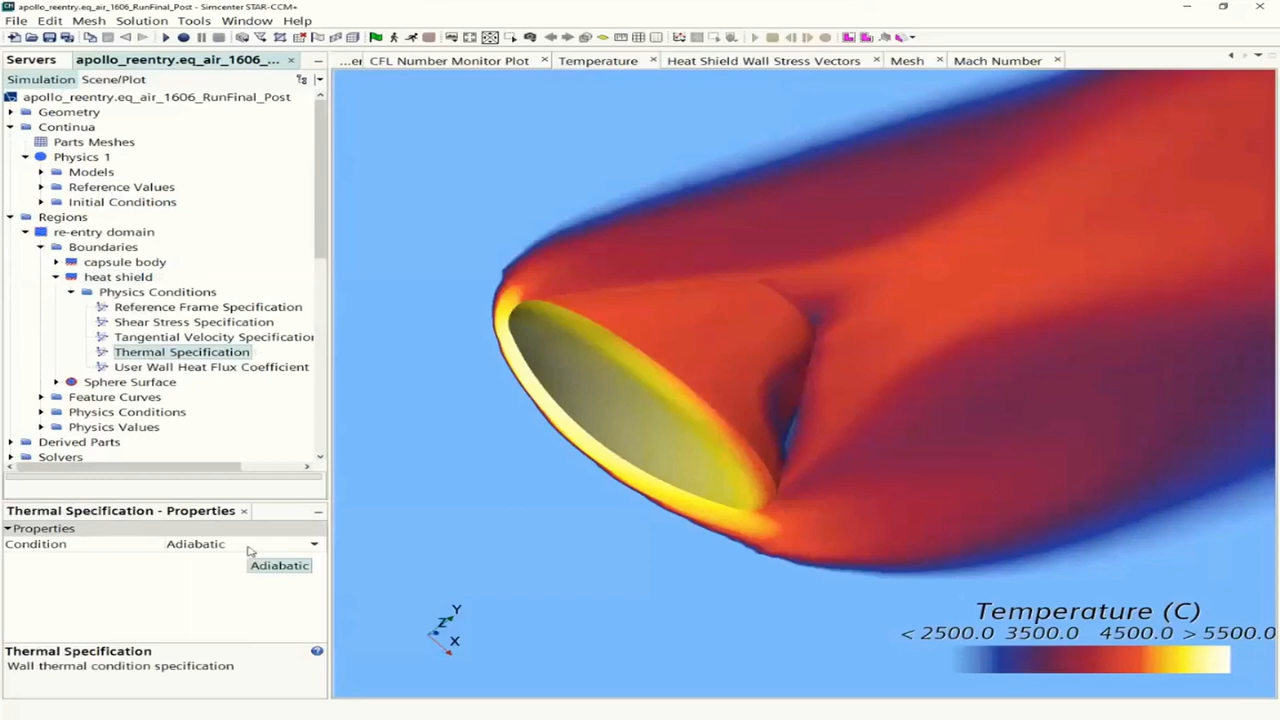 apollo_reentry.eq_air_1606_RunFinal_Post - Simcenter STAR-CCM+
File Edit Mesh Solution Tools Window Help
Servers apollo_reentry.eq_air_1606_... ...er CFL Number Monitor Plot Temperature Heat Shield Wall Stress Vectors Mesh Mach Number
Simulation Scene/Plot
apollo_reentry.eq_air_1606_RunFinal_Post
Geometry
Continua
Parts Meshes
Physics 1
Models
Reference Values
Initial Conditions
Regions
re-entry domain
Boundaries
capsule body
heat shield
Physics Conditions
Reference Frame Specification
Shear Stress Specification
Tangential Velocity Specificatio
Thermal Specification
User Wall Heat Flux Coefficient
Sphere Surface
Feature Curves
Physics Conditions
Physics Values
Derived Parts
Solvers
Thermal Specification - Properties
Properties
Condition Adiabatic
Adiabatic
Thermal Specification
Wall thermal condition specification
Y
Z
X
Temperature (C)
< 2500.0 3500.0 4500.0 > 5500.0